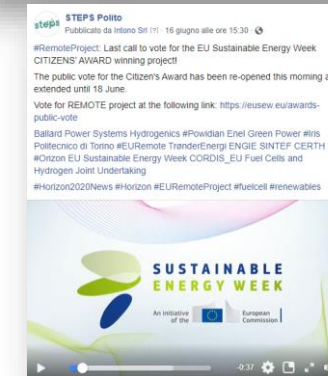 steps
STEPS Polito
Pubblicato da Intono Srl [?] · 16 giugno alle ore 15:30 ·
#RemoteProject: Last call to vote for the EU Sustainable Energy Week
CITIZENS' AWARD winning project!
The public vote for the Citizen's Award has been re-opened this morning a
extended until 18 June.
Vote for REMOTE project at the following link: https://eusew.eu/awards-
public-vote
Ballard Power Systems Hydrogenics #Powidian Enel Green Power #Iris
Politecnico di Torino #EURemote TrønderEnergi ENGIE SINTEF CERTH
#Orizon EU Sustainable Energy Week CORDIS_EU Fuel Cells and
Hydrogen Joint Undertaking
#Horizon2020News #Horizon #EURemoteProject #fuelcell #renewables
SUSTAINABLE
ENERGY WEEK
An initiative
of the
European
Commission
-0:37